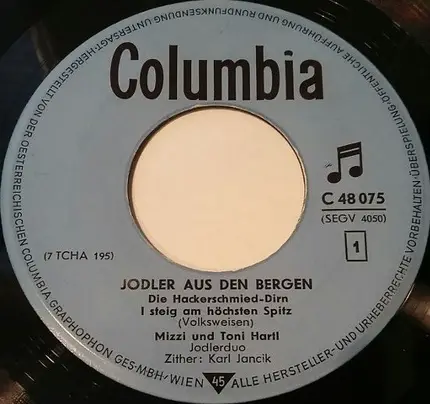 Columbia
C 48 075
(SEGV 4050)
1
(7 TCHA 195)
JODLER AUS DEN BERGEN
Die Hackerschmied-Dirn
I steig am höchsten Spitz
(Volksweisen)
Mizzi und Toni Hartl
Jodlerduo
Zither: Karl Jancik
45
ALLE HERSTELLER- UND URHEBERRECHTE VORBEHALTEN·ÜBERSPIELUNG·ÖFFENTLICHE AUFFÜHRUNG UND RUNDFUNKSENDUNG UNTERSAGT·HERGESTELLT VON DER OESTERREICHISCHEN COLUMBIA GRAPHOPHON GES·MBH/WIEN